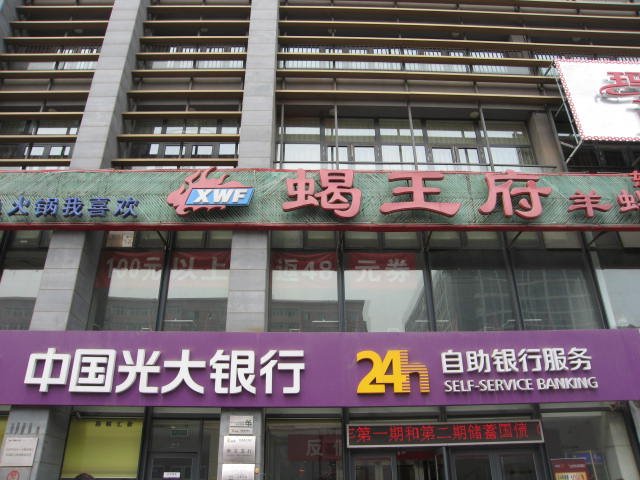 火锅我喜欢
XWF
蝎王府
羊蝎
100元以上
返48元券
中国光大银行
24h
自助银行服务
SELF-SERVICE BANKING
第一期和第二期储蓄国债